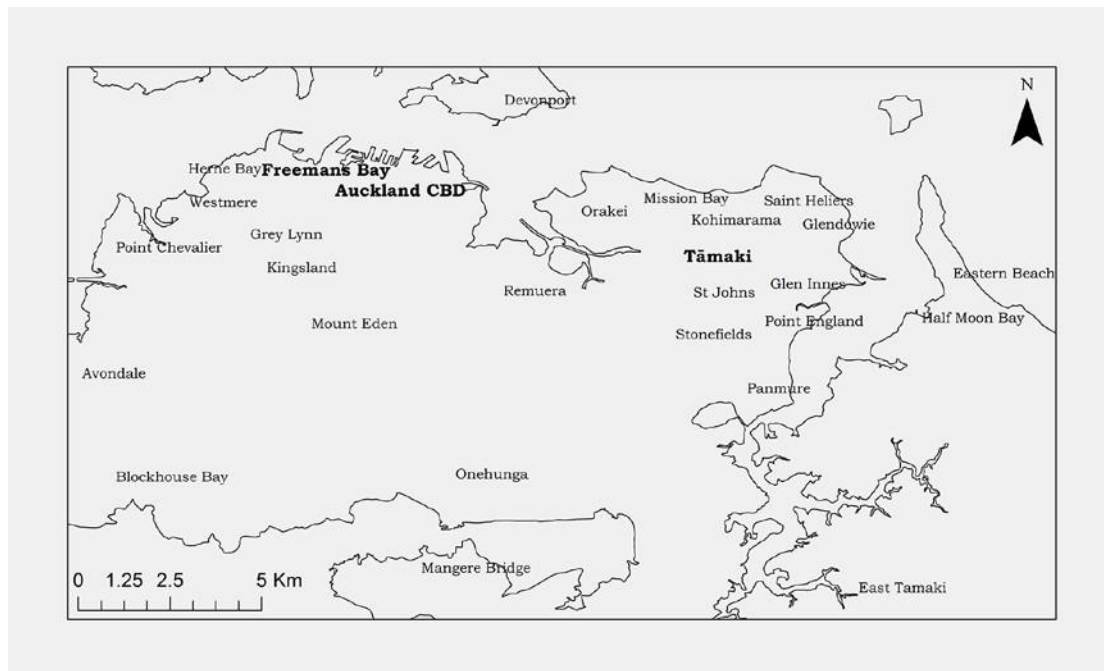 N
Devonport
Herne Bay
Freemans Bay
Auckland CBD
Westmere
Mission Bay
Saint Heliers
Orakei
Kohimarama
Glendowie
Grey Lynn
Point Chevalier
Tāmaki
Kingsland
Eastern Beach
Remuera
St Johns
Glen Innes
Mount Eden
Point England
Half Moon Bay
Stonefields
Avondale
Panmure
Blockhouse Bay
Onehunga
Mangere Bridge
0 1.25 2.5 5 Km
East Tamaki